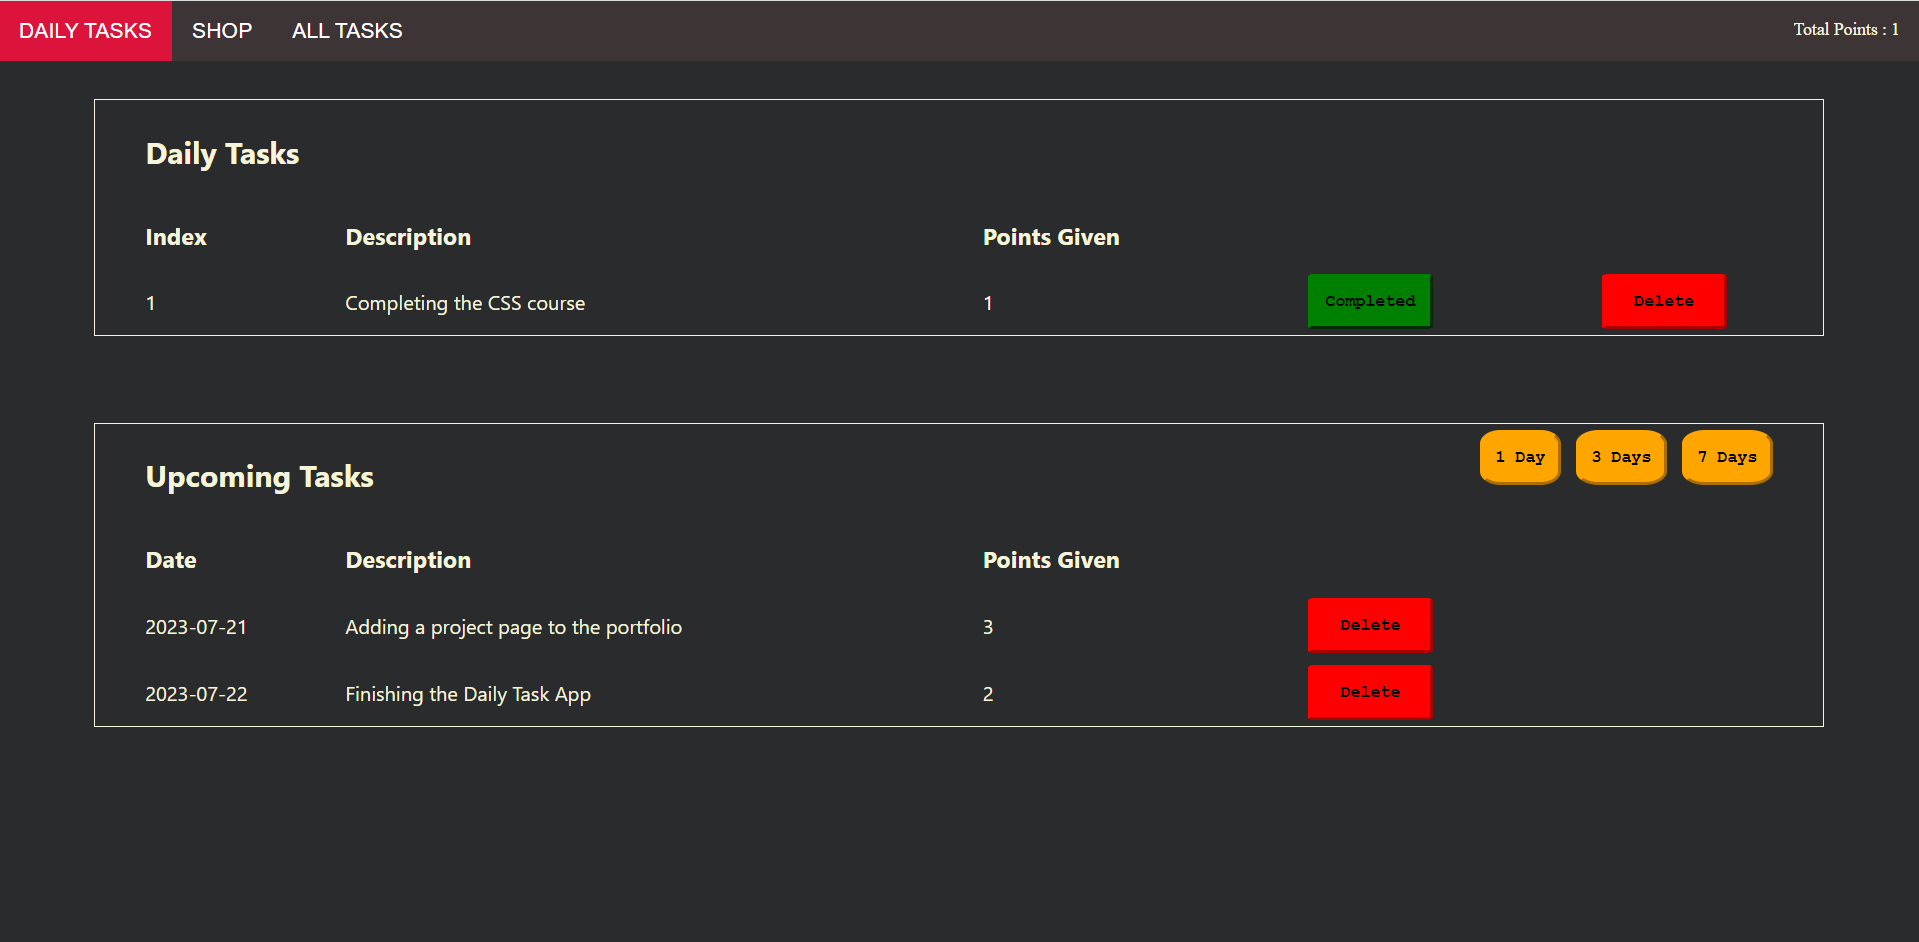 DAILY TASKS SHOP ALL TASKS Total Points : 1
Daily Tasks
Index Description Points Given
1 Completing the CSS course 1 Completed Delete
1 Day 3 Days 7 Days
Upcoming Tasks
Date Description Points Given
2023-07-21 Adding a project page to the portfolio 3 Delete
2023-07-22 Finishing the Daily Task App 2 Delete